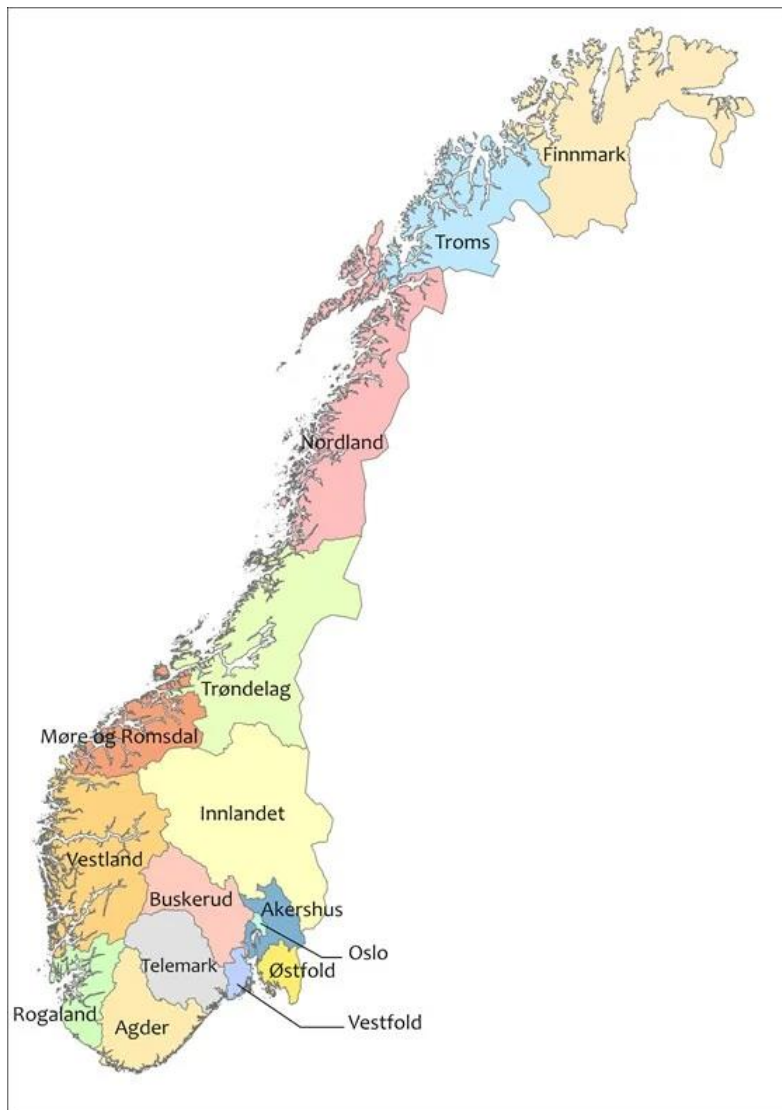 Finnmark
Troms
Nordland
Trøndelag
Møre og Romsdal
Innlandet
Vestland
Buskerud
Akershus
Oslo
Telemark
Østfold
Rogaland
Agder
Vestfold